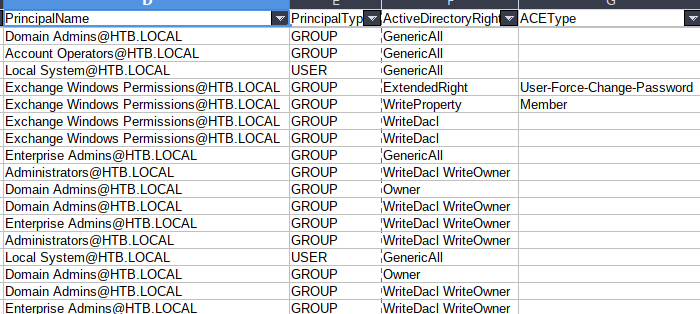 D E F G
PrincipalName PrincipalTyp ActiveDirectoryRight ACEType
Domain Admins@HTB.LOCAL GROUP GenericAll
Account Operators@HTB.LOCAL GROUP GenericAll
Local System@HTB.LOCAL USER GenericAll
Exchange Windows Permissions@HTB.LOCAL GROUP ExtendedRight User-Force-Change-Password
Exchange Windows Permissions@HTB.LOCAL GROUP WriteProperty Member
Exchange Windows Permissions@HTB.LOCAL GROUP WriteDacl
Exchange Windows Permissions@HTB.LOCAL GROUP WriteDacl
Enterprise Admins@HTB.LOCAL GROUP GenericAll
Administrators@HTB.LOCAL GROUP WriteDacl WriteOwner
Domain Admins@HTB.LOCAL GROUP Owner
Domain Admins@HTB.LOCAL GROUP WriteDacl WriteOwner
Enterprise Admins@HTB.LOCAL GROUP WriteDacl WriteOwner
Administrators@HTB.LOCAL GROUP WriteDacl WriteOwner
Local System@HTB.LOCAL USER GenericAll
Domain Admins@HTB.LOCAL GROUP Owner
Domain Admins@HTB.LOCAL GROUP WriteDacl WriteOwner
Enterprise Admins@HTB.LOCAL GROUP WriteDacl WriteOwner